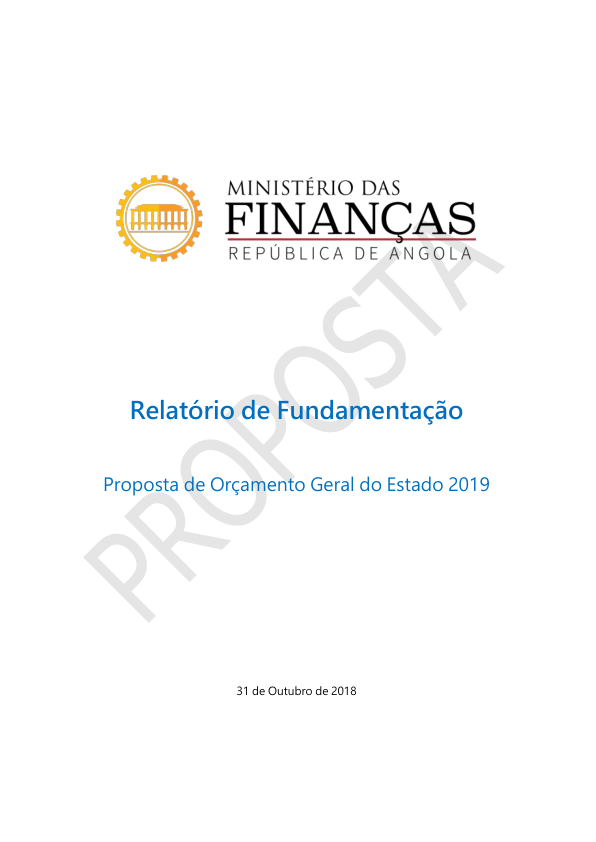 MINISTÉRIO DAS
FINANÇAS
REPÚBLICA DE ANGOLA
PROPOSTA
Relatório de Fundamentação
Proposta de Orçamento Geral do Estado 2019
31 de Outubro de 2018